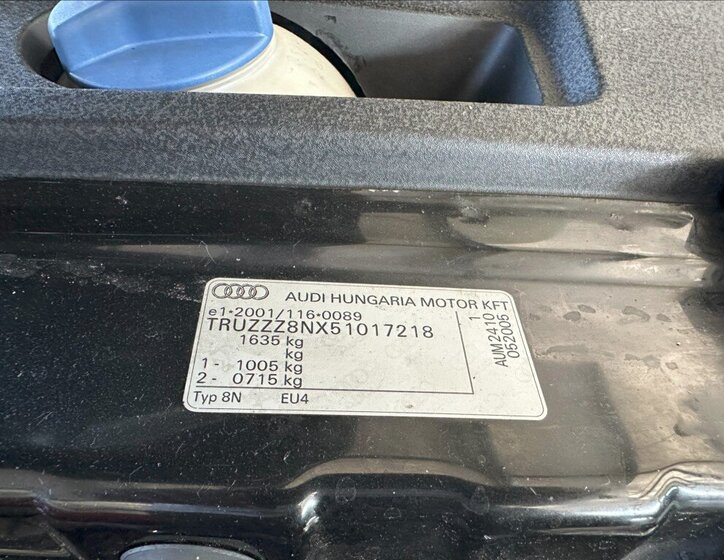 AUDI HUNGARIA MOTOR KFT
e1*2001/116*0089
TRUZZZ8NX51017218
1635 kg
kg
1- 1005 kg
2- 0715 kg
Typ 8N EU4
1
AUM2410
052005